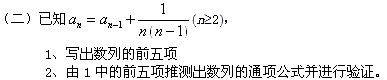 （二）已知 aₙ = aₙ₋₁ + 1/(n(n−1)) (n≥2),
1、写出数列的前五项
2、由 1 中的前五项推测出数列的通项公式并进行验证。